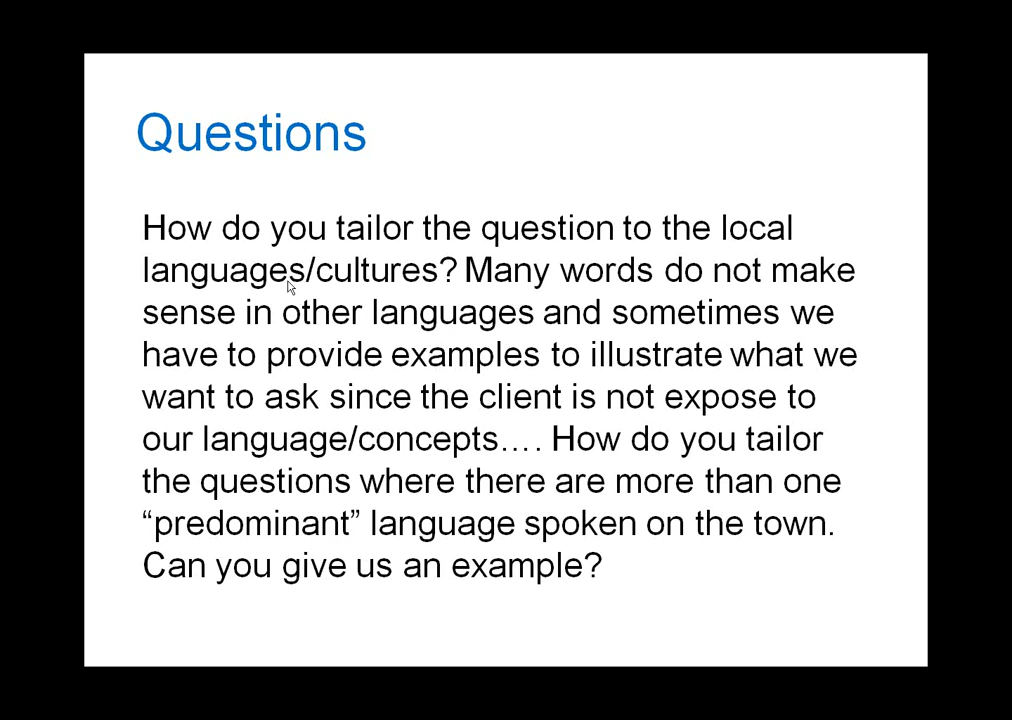 Questions
How do you tailor the question to the local
languages/cultures? Many words do not make
sense in other languages and sometimes we
have to provide examples to illustrate what we
want to ask since the client is not expose to
our language/concepts…. How do you tailor
the questions where there are more than one
“predominant” language spoken on the town.
Can you give us an example?